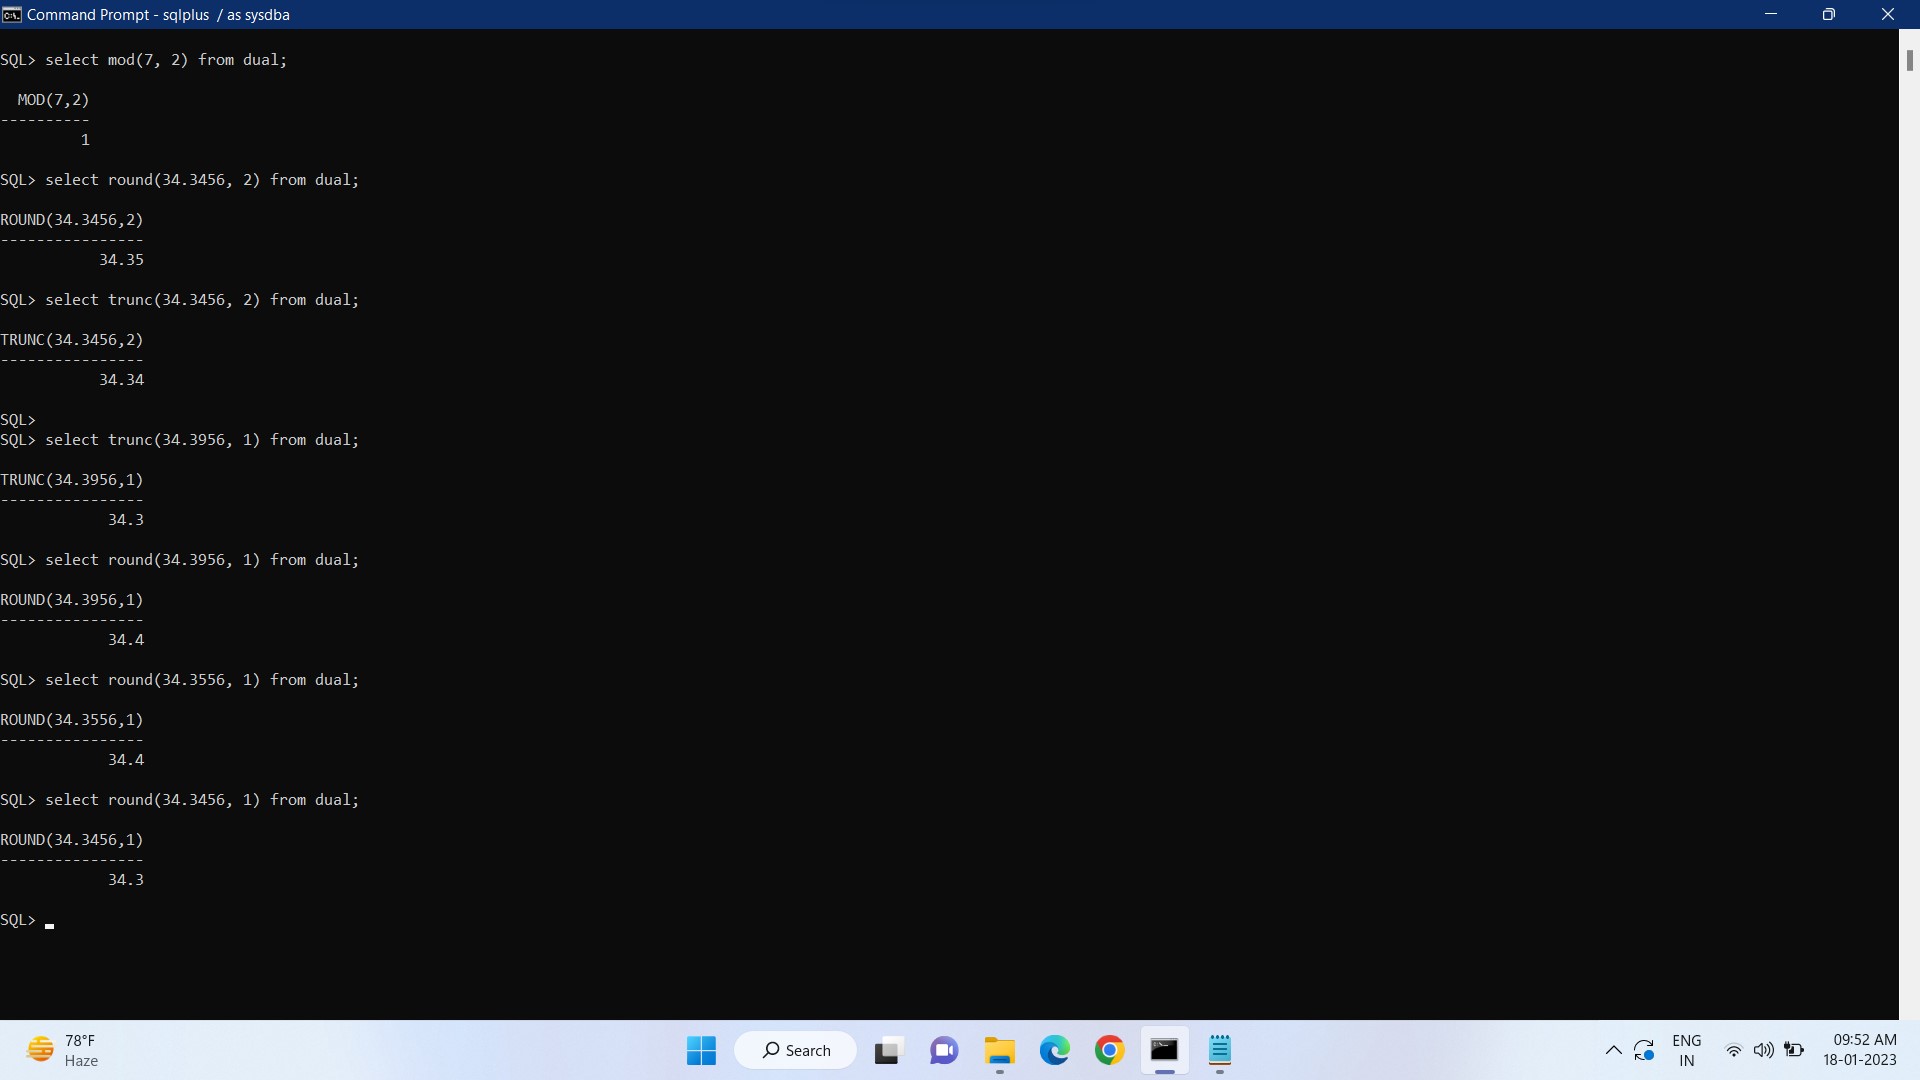 Command Prompt - sqlplus  / as sysdba
SQL> select mod(7, 2) from dual;
  MOD(7,2)
----------
         1
SQL> select round(34.3456, 2) from dual;
ROUND(34.3456,2)
----------------
           34.35
SQL> select trunc(34.3456, 2) from dual;
TRUNC(34.3456,2)
----------------
           34.34
SQL>
SQL> select trunc(34.3956, 1) from dual;
TRUNC(34.3956,1)
----------------
            34.3
SQL> select round(34.3956, 1) from dual;
ROUND(34.3956,1)
----------------
            34.4
SQL> select round(34.3556, 1) from dual;
ROUND(34.3556,1)
----------------
            34.4
SQL> select round(34.3456, 1) from dual;
ROUND(34.3456,1)
----------------
            34.3
SQL>
78°F
Haze
Search
ENG
IN
09:52 AM
18-01-2023